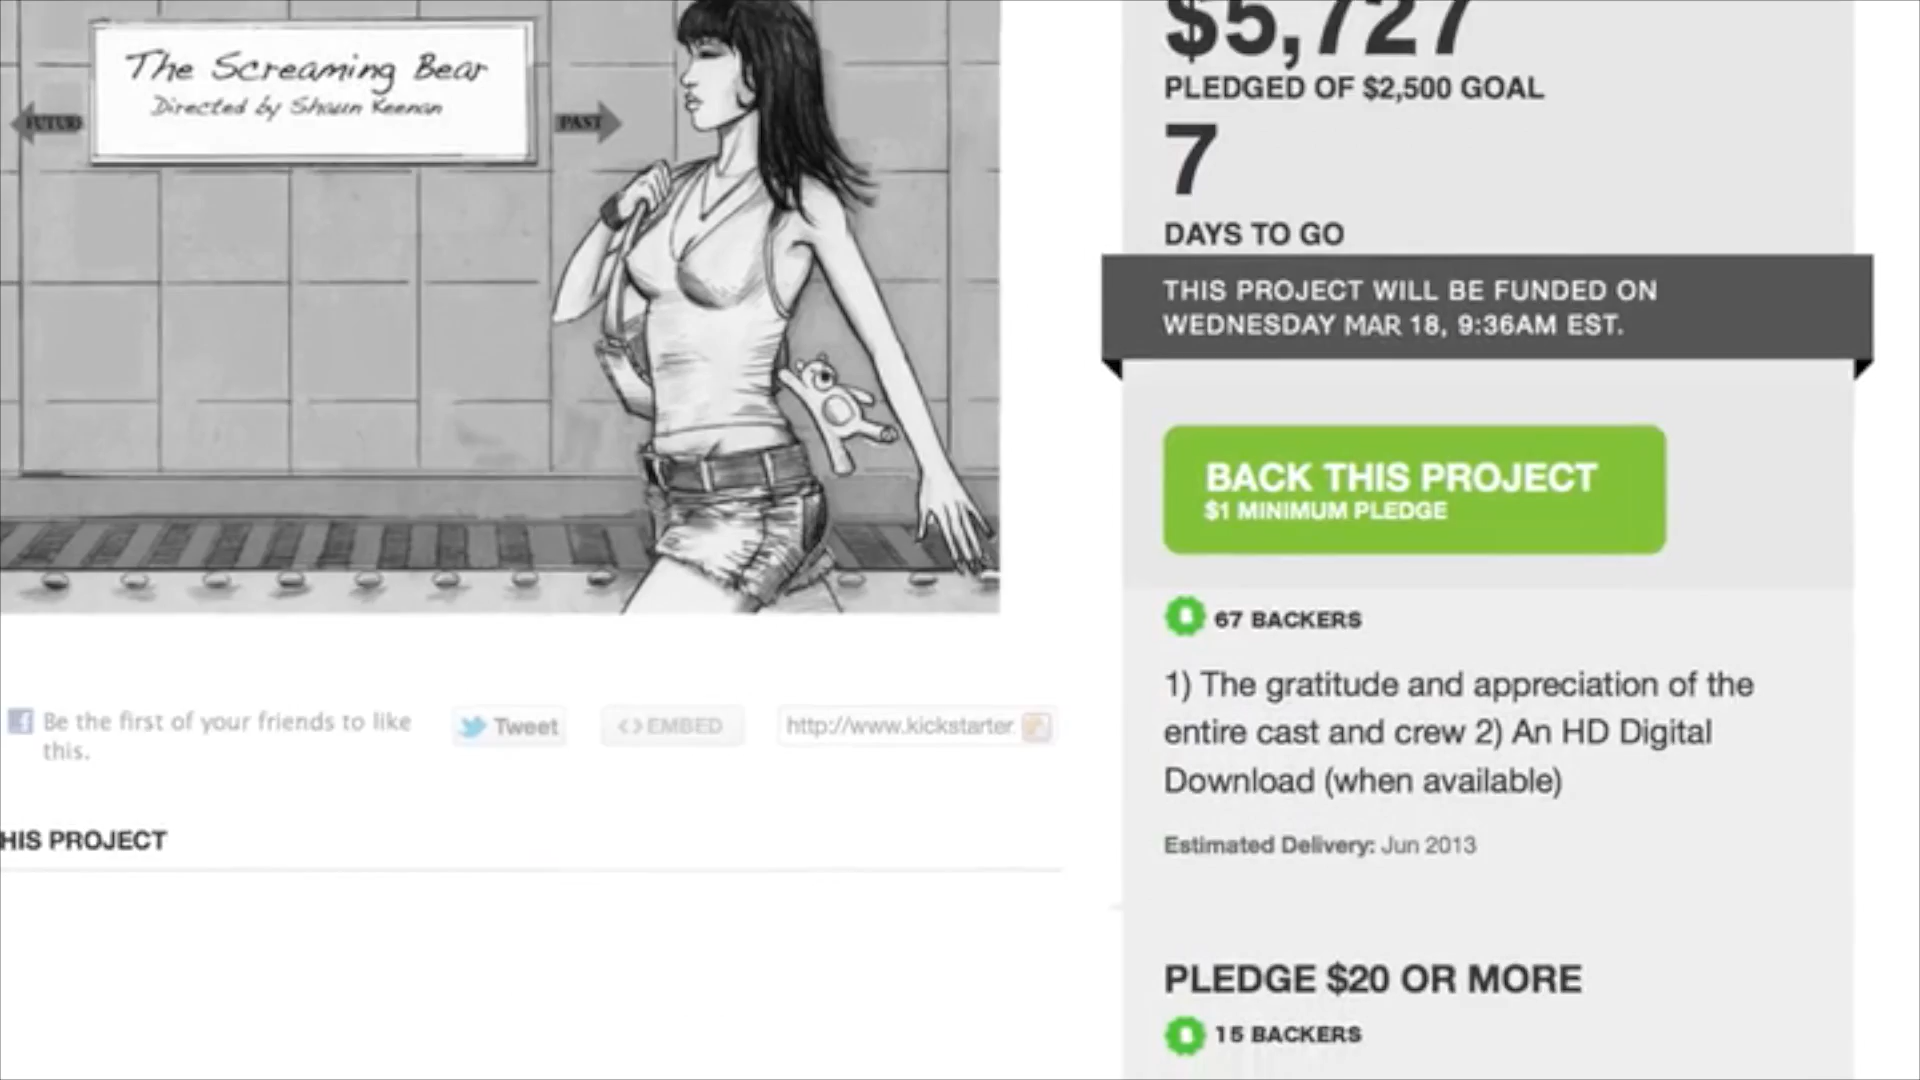 The Screaming Bear
Directed by Shaun Keenan
FUTURE
PAST
Be the first of your friends to like
this.
Tweet
<> EMBED
http://www.kickstarter.
HIS PROJECT
$5,727
PLEDGED OF $2,500 GOAL
7
DAYS TO GO
THIS PROJECT WILL BE FUNDED ON
WEDNESDAY MAR 18, 9:36AM EST.
BACK THIS PROJECT
$1 MINIMUM PLEDGE
67 BACKERS
1) The gratitude and appreciation of the
entire cast and crew 2) An HD Digital
Download (when available)
Estimated Delivery: Jun 2013
PLEDGE $20 OR MORE
15 BACKERS